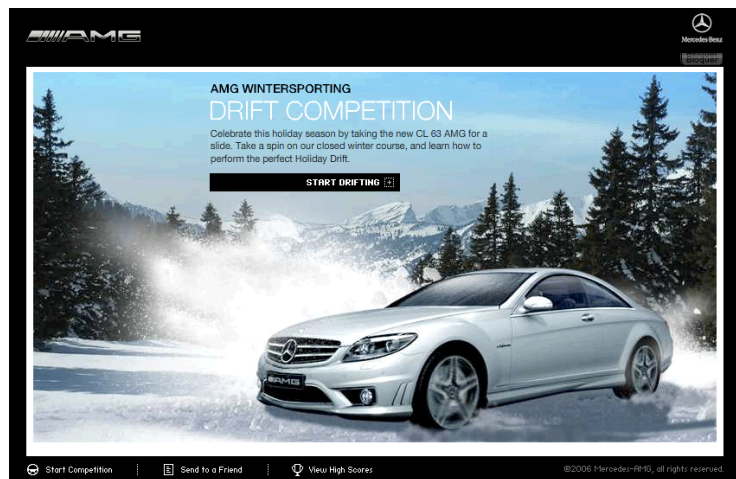 AMG
Mercedes-Benz
Bloquer
AMG WINTERSPORTING
DRIFT COMPETITION
Celebrate this holiday season by taking the new CL 63 AMG for a
slide. Take a spin on our closed winter course, and learn how to
perform the perfect Holiday Drift.
START DRIFTING
AMG
Start Competition
Send to a Friend
View High Scores
©2006 Mercedes-AMG, all rights reserved.